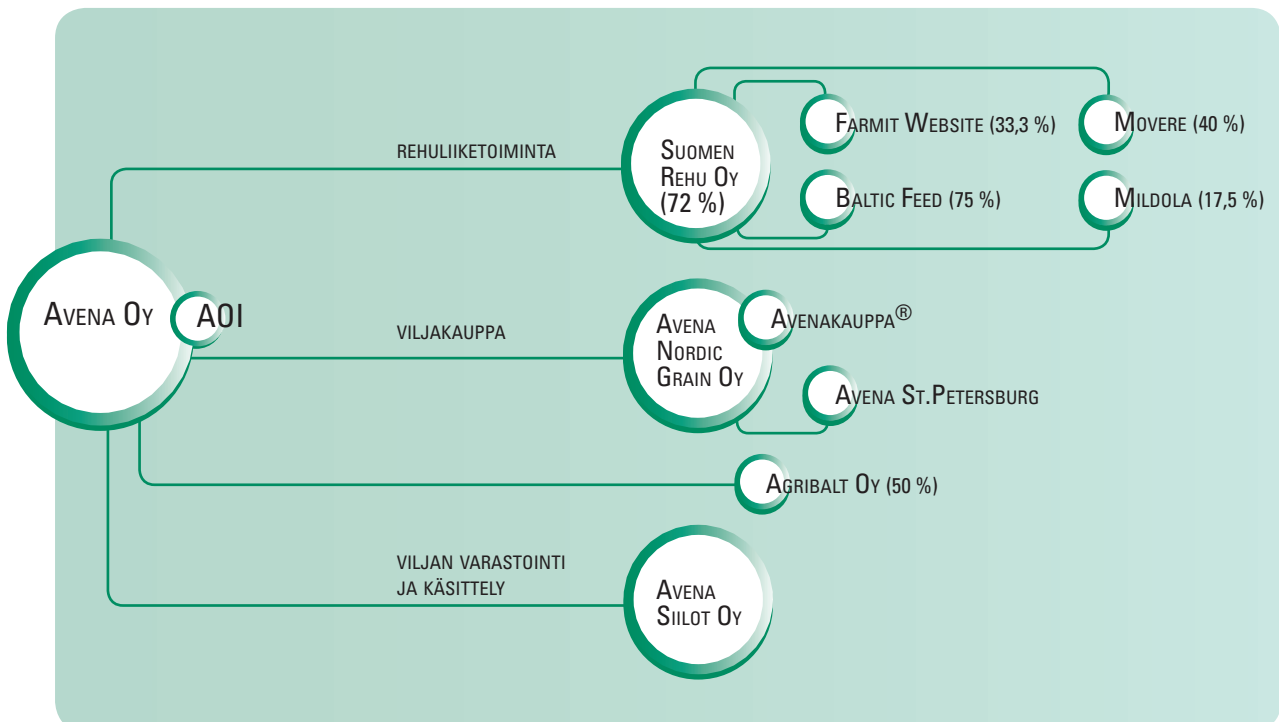 REHULIIKETOIMINTA
SUOMEN
REHU OY
(72 %)
FARMIT WEBSITE (33,3 %)
MOVERE (40 %)
BALTIC FEED (75 %)
MILDOLA (17,5 %)
AVENA OY
AOI
VILJAKAUPPA
AVENA
NORDIC
GRAIN OY
AVENAKAUPPA®
AVENA ST.PETERSBURG
AGRIBALT OY (50 %)
VILJAN VARASTOINTI
JA KÄSITTELY
AVENA
SIILOT OY